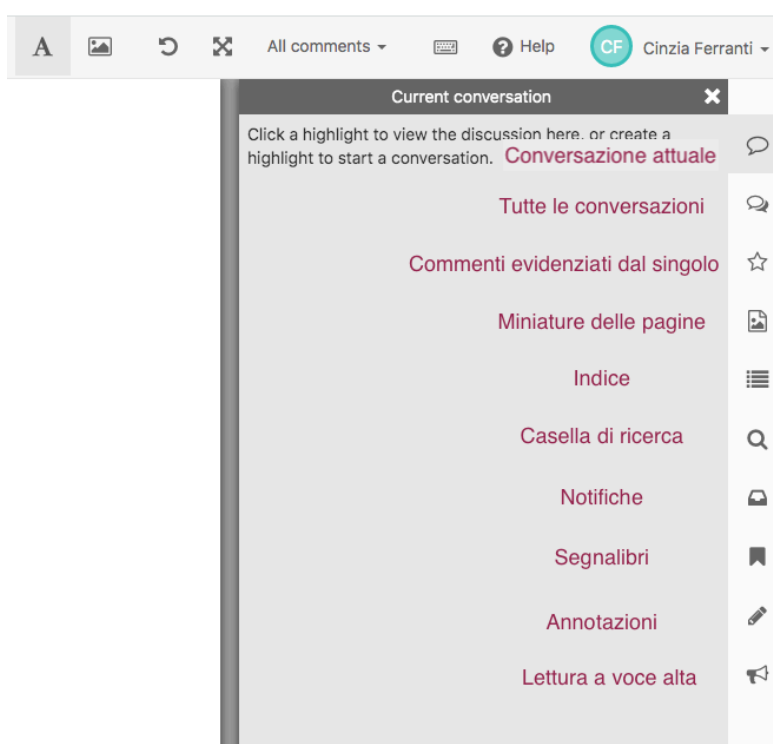 A All comments Help CF Cinzia Ferranti
Current conversation
Click a highlight to view the discussion here, or create a
highlight to start a conversation. Conversazione attuale
Tutte le conversazioni
Commenti evidenziati dal singolo
Miniature delle pagine
Indice
Casella di ricerca
Notifiche
Segnalibri
Annotazioni
Lettura a voce alta